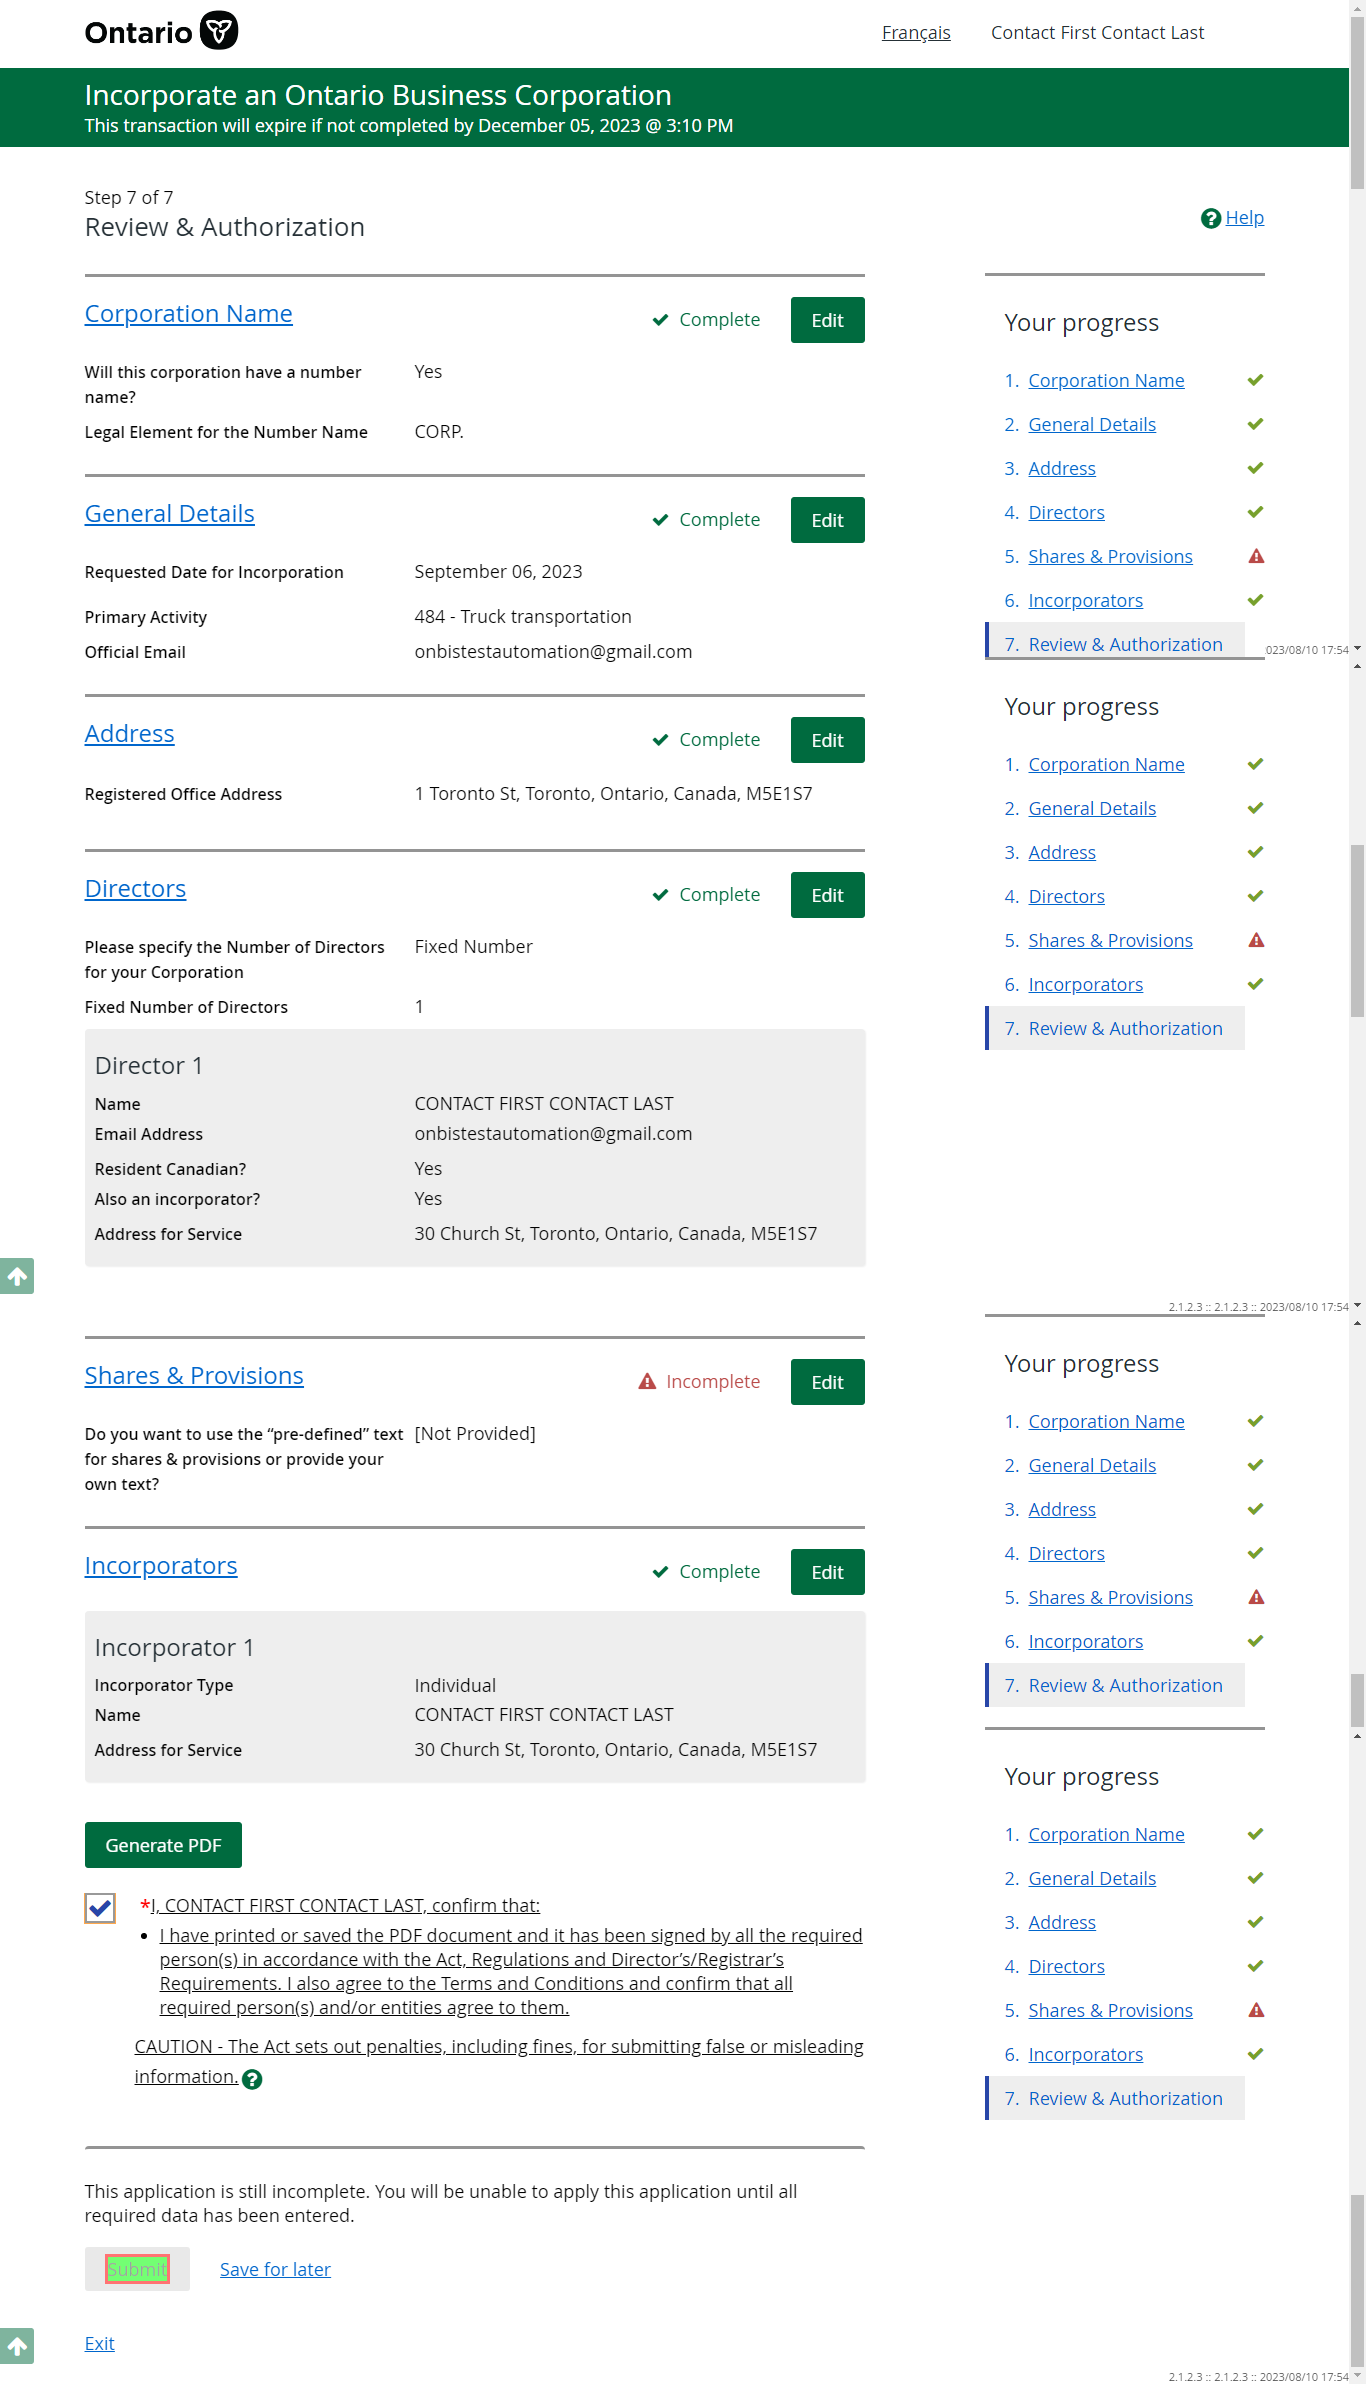 Ontario
Français
Contact First Contact Last
Incorporate an Ontario Business Corporation
This transaction will expire if not completed by December 05, 2023 @ 3:10 PM
Step 7 of 7
Review & Authorization
Help
Corporation Name
Complete
Edit
Will this corporation have a number
name?
Yes
Legal Element for the Number Name
CORP.
General Details
Complete
Edit
Requested Date for Incorporation
September 06, 2023
Primary Activity
484 - Truck transportation
Official Email
onbistestautomation@gmail.com
Your progress
1. Corporation Name
2. General Details
3. Address
4. Directors
5. Shares & Provisions
6. Incorporators
7. Review & Authorization
023/08/10 17:54
Address
Complete
Edit
Registered Office Address
1 Toronto St, Toronto, Ontario, Canada, M5E1S7
Directors
Complete
Edit
Please specify the Number of Directors
for your Corporation
Fixed Number
Fixed Number of Directors
1
Director 1
Name
CONTACT FIRST CONTACT LAST
Email Address
onbistestautomation@gmail.com
Resident Canadian?
Yes
Also an incorporator?
Yes
Address for Service
30 Church St, Toronto, Ontario, Canada, M5E1S7
Your progress
1. Corporation Name
2. General Details
3. Address
4. Directors
5. Shares & Provisions
6. Incorporators
7. Review & Authorization
2.1.2.3 :: 2.1.2.3 :: 2023/08/10 17:54
Shares & Provisions
Incomplete
Edit
Do you want to use the “pre-defined” text
for shares & provisions or provide your
own text?
[Not Provided]
Incorporators
Complete
Edit
Incorporator 1
Incorporator Type
Individual
Name
CONTACT FIRST CONTACT LAST
Address for Service
30 Church St, Toronto, Ontario, Canada, M5E1S7
Your progress
1. Corporation Name
2. General Details
3. Address
4. Directors
5. Shares & Provisions
6. Incorporators
7. Review & Authorization
Generate PDF
*I, CONTACT FIRST CONTACT LAST, confirm that:
• I have printed or saved the PDF document and it has been signed by all the required
person(s) in accordance with the Act, Regulations and Director’s/Registrar’s
Requirements. I also agree to the Terms and Conditions and confirm that all
required person(s) and/or entities agree to them.
CAUTION - The Act sets out penalties, including fines, for submitting false or misleading
information.
Your progress
1. Corporation Name
2. General Details
3. Address
4. Directors
5. Shares & Provisions
6. Incorporators
7. Review & Authorization
This application is still incomplete. You will be unable to apply this application until all
required data has been entered.
Submit
Save for later
Exit
2.1.2.3 :: 2.1.2.3 :: 2023/08/10 17:54